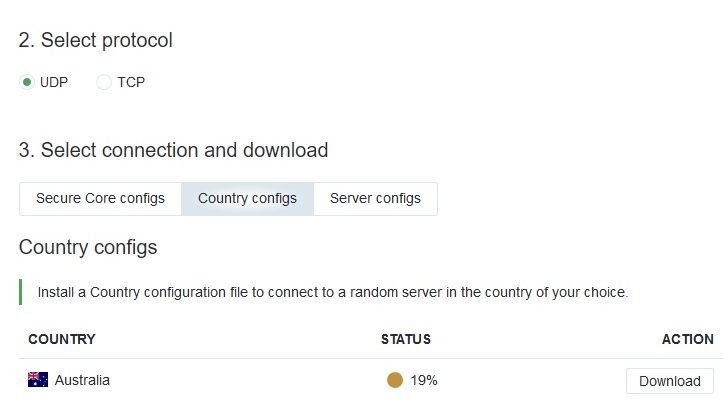 2. Select protocol
UDP TCP
3. Select connection and download
Secure Core configs Country configs Server configs
Country configs
Install a Country configuration file to connect to a random server in the country of your choice.
COUNTRY STATUS ACTION
Australia 19% Download